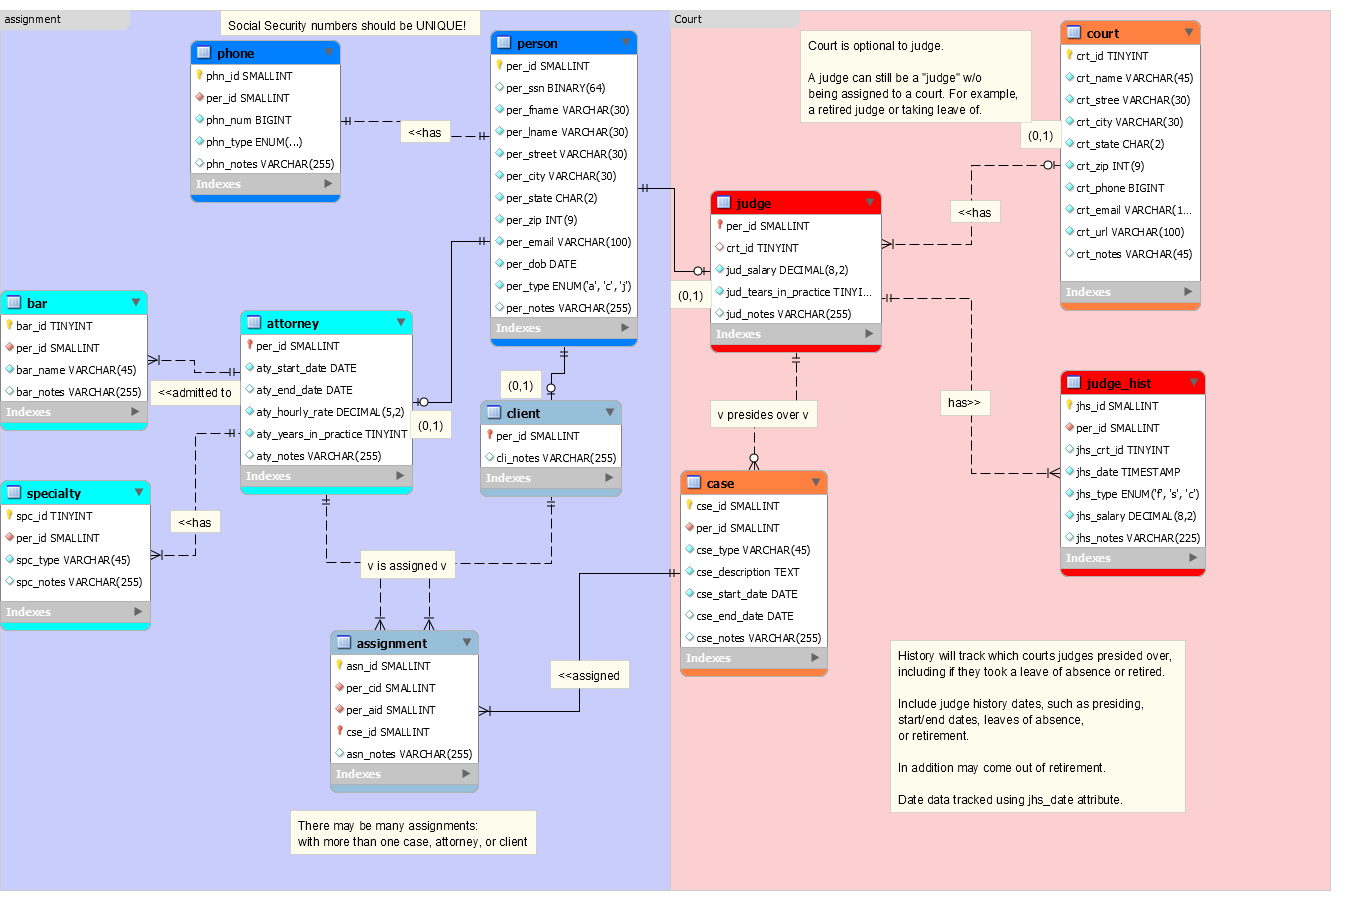 assignment
Social Security numbers should be UNIQUE!
phone
phn_id SMALLINT
per_id SMALLINT
phn_num BIGINT
phn_type ENUM(...)
phn_notes VARCHAR(255)
Indexes
<<has
person
per_id SMALLINT
per_ssn BINARY(64)
per_fname VARCHAR(30)
per_lname VARCHAR(30)
per_street VARCHAR(30)
per_city VARCHAR(30)
per_state CHAR(2)
per_zip INT(9)
per_email VARCHAR(100)
per_dob DATE
per_type ENUM('a', 'c', 'j')
per_notes VARCHAR(255)
Indexes
bar
bar_id TINYINT
per_id SMALLINT
bar_name VARCHAR(45)
bar_notes VARCHAR(255)
Indexes
<<admitted to
attorney
per_id SMALLINT
aty_start_date DATE
aty_end_date DATE
aty_hourly_rate DECIMAL(5,2)
aty_years_in_practice TINYINT
aty_notes VARCHAR(255)
Indexes
(0,1)
(0,1)
client
per_id SMALLINT
cli_notes VARCHAR(255)
Indexes
specialty
spc_id TINYINT
per_id SMALLINT
spc_type VARCHAR(45)
spc_notes VARCHAR(255)
Indexes
<<has
v is assigned v
assignment
asn_id SMALLINT
per_cid SMALLINT
per_aid SMALLINT
cse_id SMALLINT
asn_notes VARCHAR(255)
Indexes
<<assigned
There may be many assignments:
with more than one case, attorney, or client
Court
Court is optional to judge.
A judge can still be a "judge" w/o
being assigned to a court. For example,
a retired judge or taking leave of.
(0,1)
court
crt_id TINYINT
crt_name VARCHAR(45)
crt_stree VARCHAR(30)
crt_city VARCHAR(30)
crt_state CHAR(2)
crt_zip INT(9)
crt_phone BIGINT
crt_email VARCHAR(1...
crt_url VARCHAR(100)
crt_notes VARCHAR(45)
Indexes
<<has
judge
per_id SMALLINT
crt_id TINYINT
jud_salary DECIMAL(8,2)
jud_tears_in_practice TINYI...
jud_notes VARCHAR(255)
Indexes
(0,1)
has>>
v presides over v
judge_hist
jhs_id SMALLINT
per_id SMALLINT
jhs_crt_id TINYINT
jhs_date TIMESTAMP
jhs_type ENUM('f', 's', 'c')
jhs_salary DECIMAL(8,2)
jhs_notes VARCHAR(225)
Indexes
case
cse_id SMALLINT
per_id SMALLINT
cse_type VARCHAR(45)
cse_description TEXT
cse_start_date DATE
cse_end_date DATE
cse_notes VARCHAR(255)
Indexes
History will track which courts judges presided over,
including if they took a leave of absence or retired.
Include judge history dates, such as presiding,
start/end dates, leaves of absence,
or retirement.
In addition may come out of retirement.
Date data tracked using jhs_date attribute.